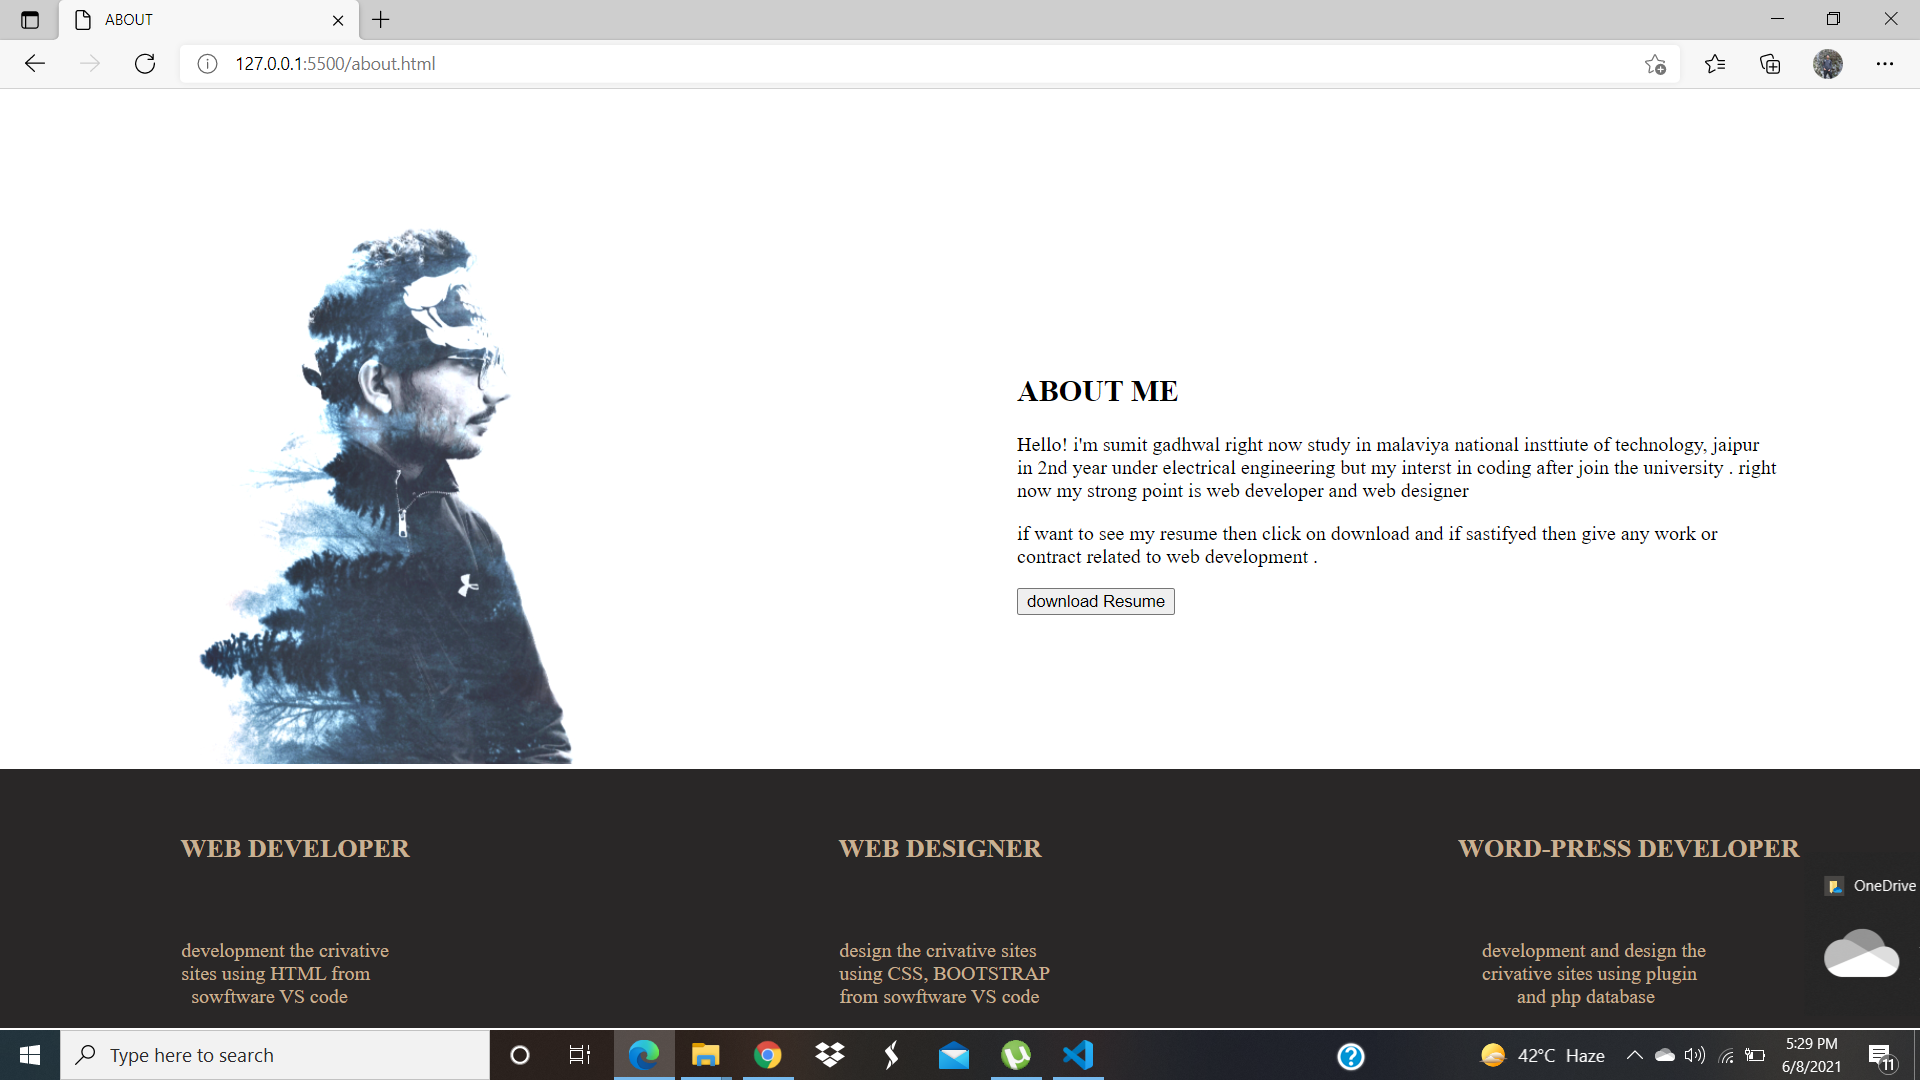 ABOUT
127.0.0.1:5500/about.html
ABOUT ME
Hello! i'm sumit gadhwal right now study in malaviya national insttiute of technology, jaipur
in 2nd year under electrical engineering but my interst in coding after join the university . right
now my strong point is web developer and web designer
if want to see my resume then click on download and if sastifyed then give any work or
contract related to web development .
download Resume
WEB DEVELOPER
WEB DESIGNER
WORD-PRESS DEVELOPER
OneDrive
development the crivative
sites using HTML from
sowftware VS code
design the crivative sites
using CSS, BOOTSTRAP
from sowftware VS code
development and design the
crivative sites using plugin
and php database
Type here to search
42°C Haze
5:29 PM
6/8/2021
11